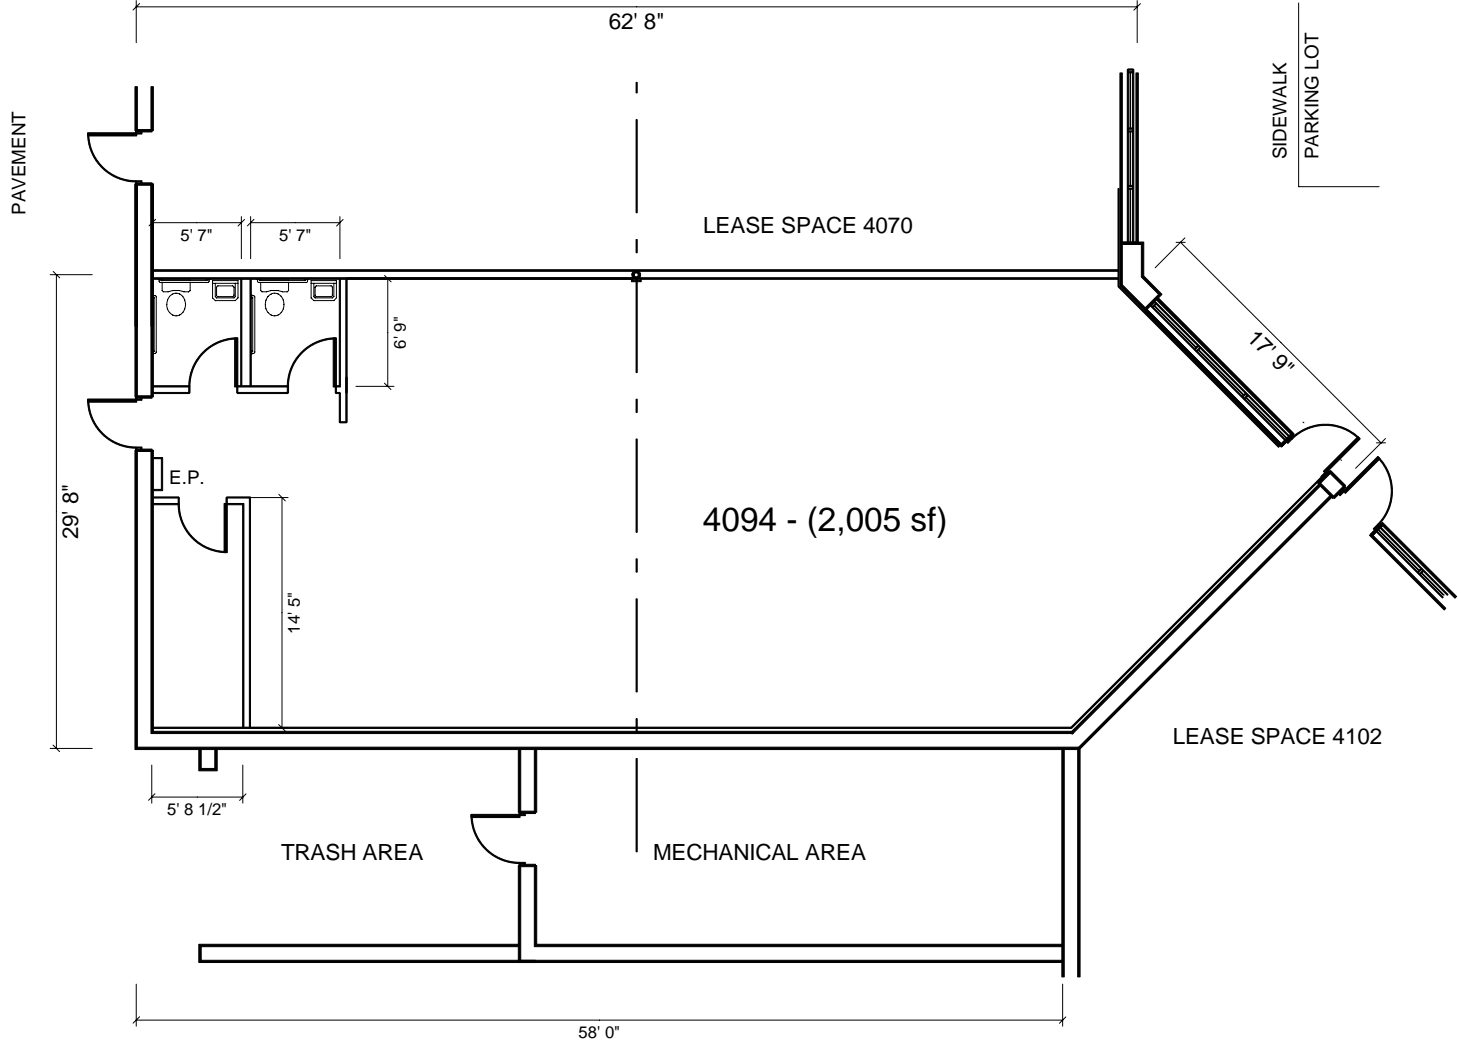 62' 8"
PAVEMENT
SIDEWALK
PARKING LOT
5' 7"
5' 7"
LEASE SPACE 4070
6' 9"
17' 9"
E.P.
29' 8"
4094 - (2,005 sf)
14' 5"
LEASE SPACE 4102
5' 8 1/2"
TRASH AREA
MECHANICAL AREA
58' 0"